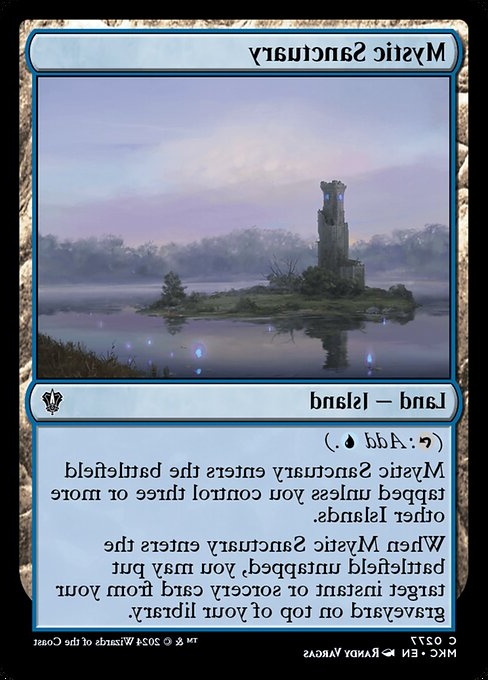 Mystic Sanctuary
Land — Island
(: Add .)
Mystic Sanctuary enters the battlefield
tapped unless you control three or more
other Islands.
When Mystic Sanctuary enters the
battlefield untapped, you may put
target instant or sorcery card from your
graveyard on top of your library.
C 0277
MKC • EN RANDY VARGAS
™ & © 2024 Wizards of the Coast